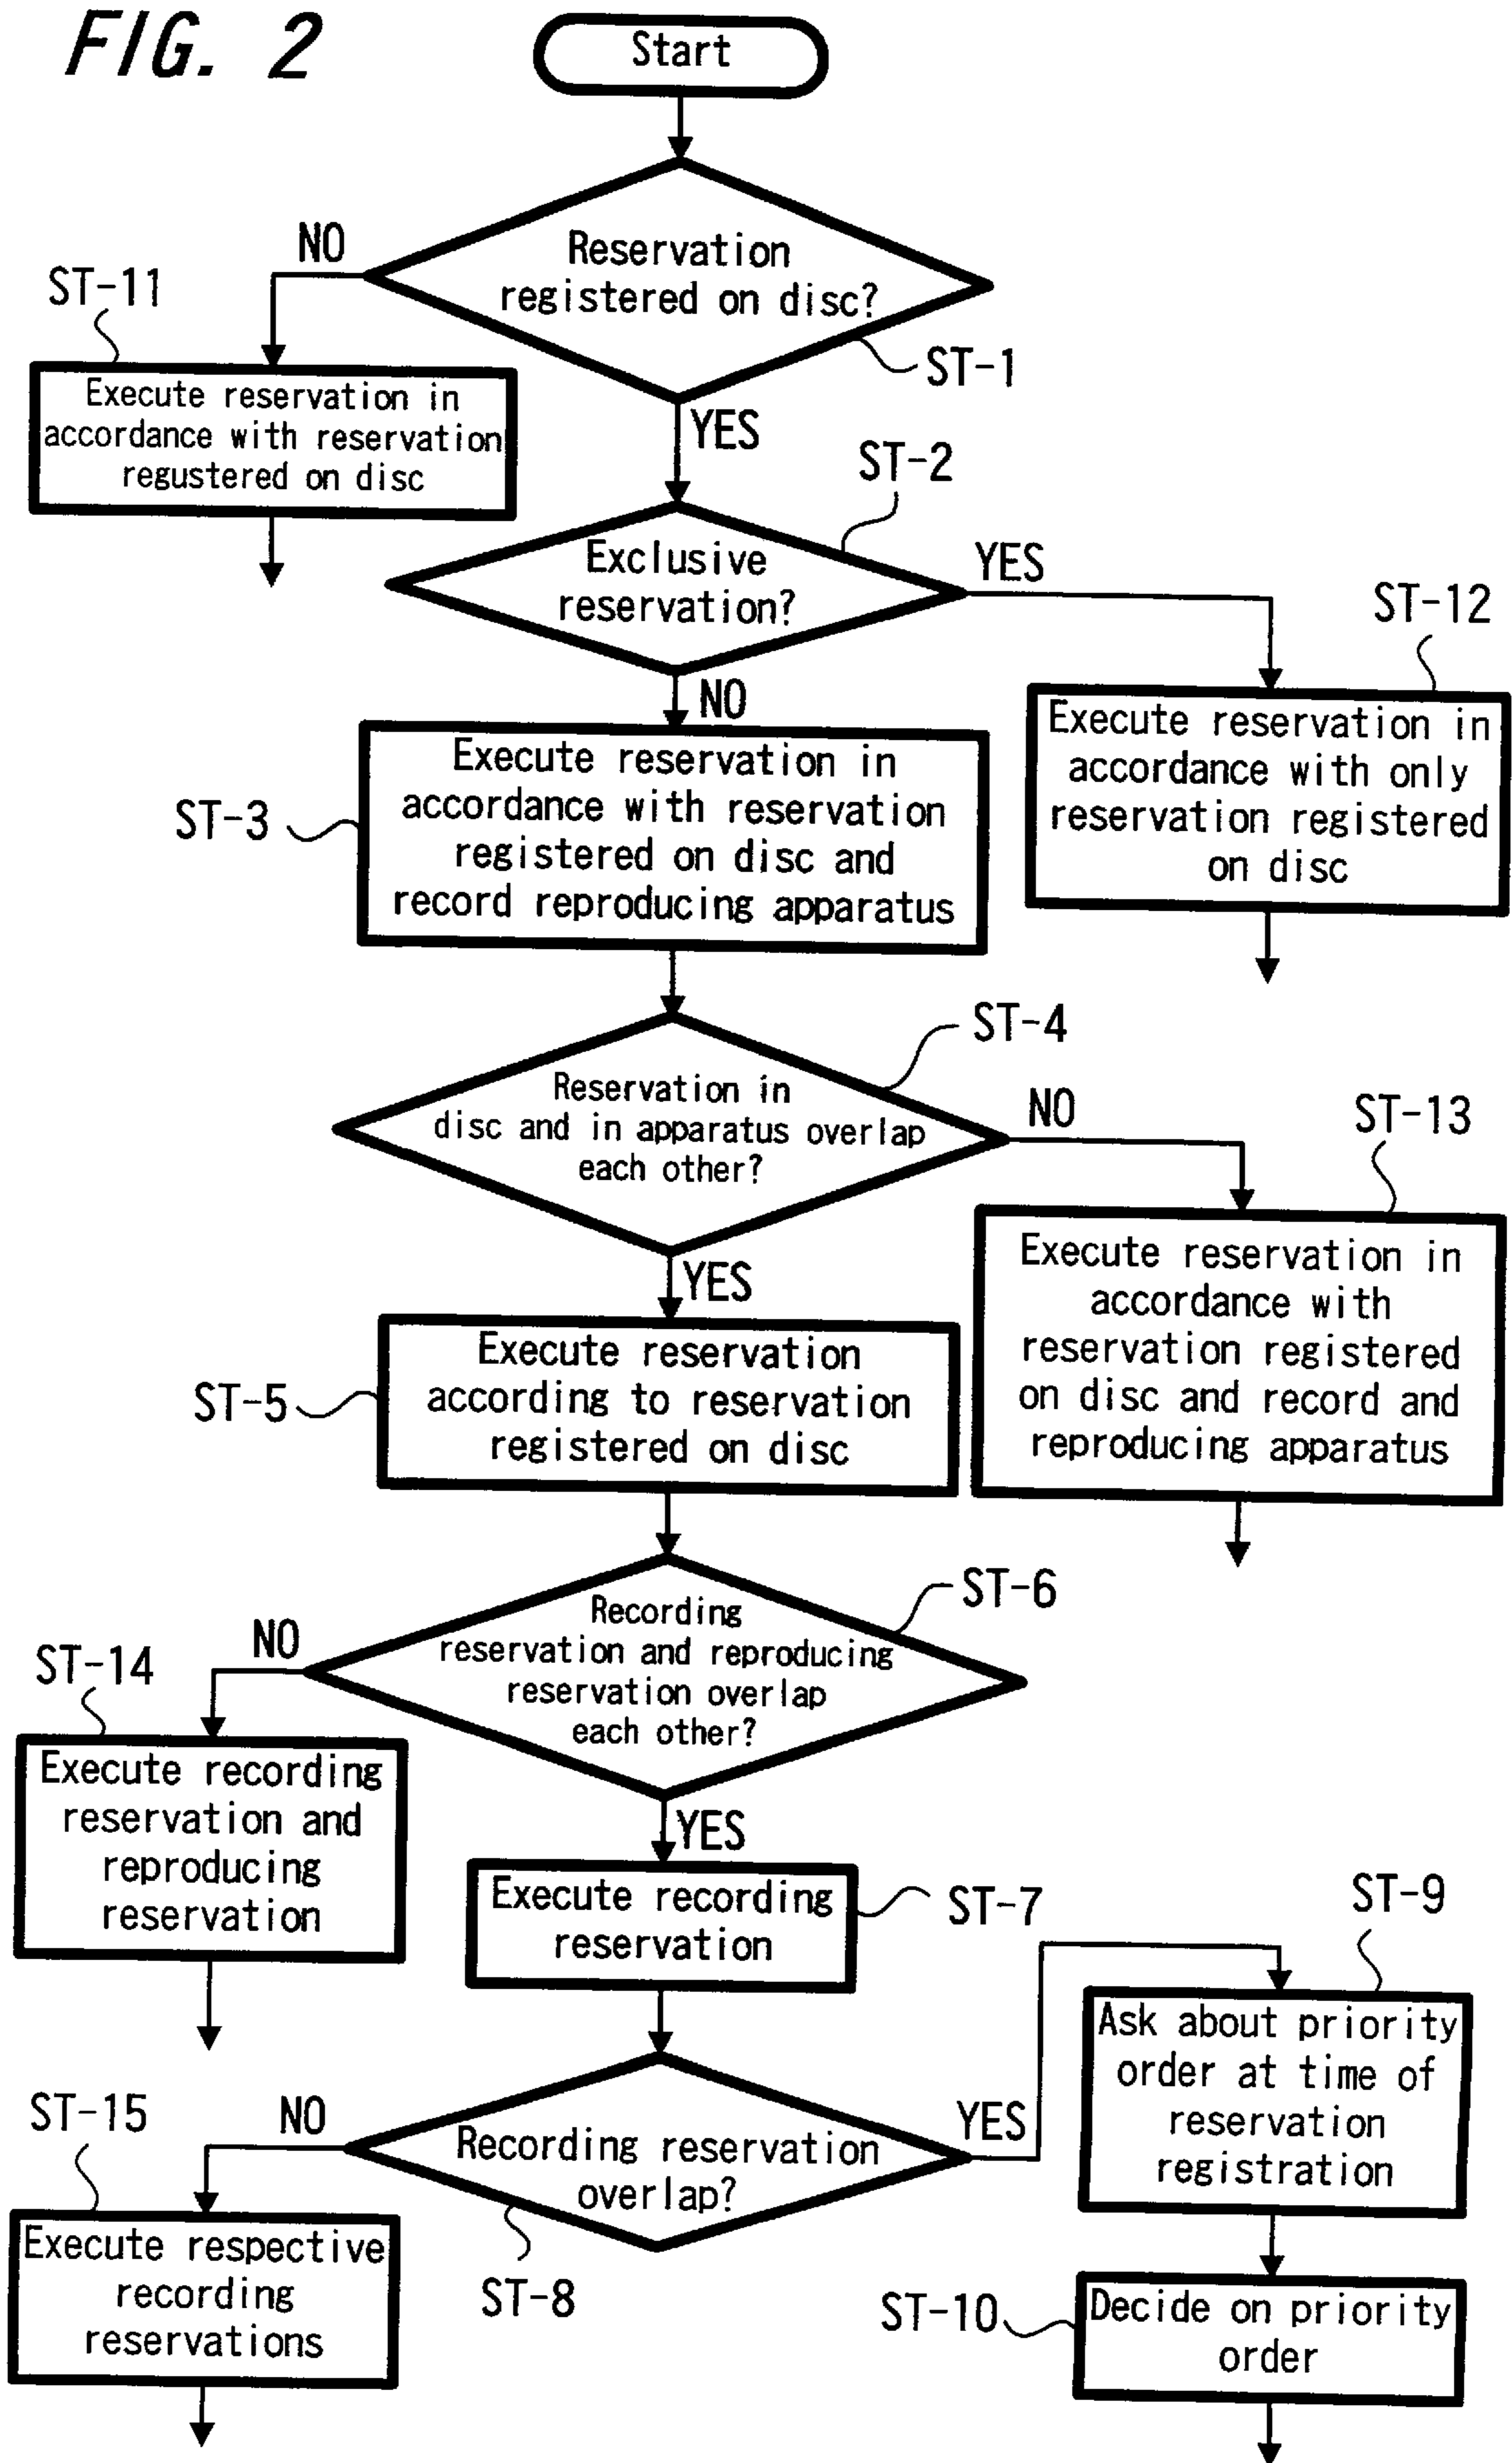 FIG. 2
Start
Reservation
registered on disc?
NO
ST-11
ST-1
Execute reservation in
accordance with reservation
regustered on disc
YES
ST-2
Exclusive
reservation?
YES
ST-12
NO
Execute reservation in
accordance with only
reservation registered
on disc
ST-3
Execute reservation in
accordance with reservation
registered on disc and
record reproducing apparatus
ST-4
Reservation in
disc and in apparatus overlap
each other?
NO
ST-13
YES
Execute reservation in
accordance with
reservation registered
on disc and record and
reproducing apparatus
ST-5
Execute reservation
according to reservation
registered on disc
ST-6
Recording
reservation and reproducing
reservation overlap
each other?
NO
ST-14
Execute recording
reservation and
reproducing
reservation
YES
Execute recording
reservation
ST-7
ST-9
Ask about priority
order at time of
reservation
registration
ST-15
NO
YES
Recording reservation
overlap?
ST-8
Execute respective
recording
reservations
ST-10
Decide on priority
order